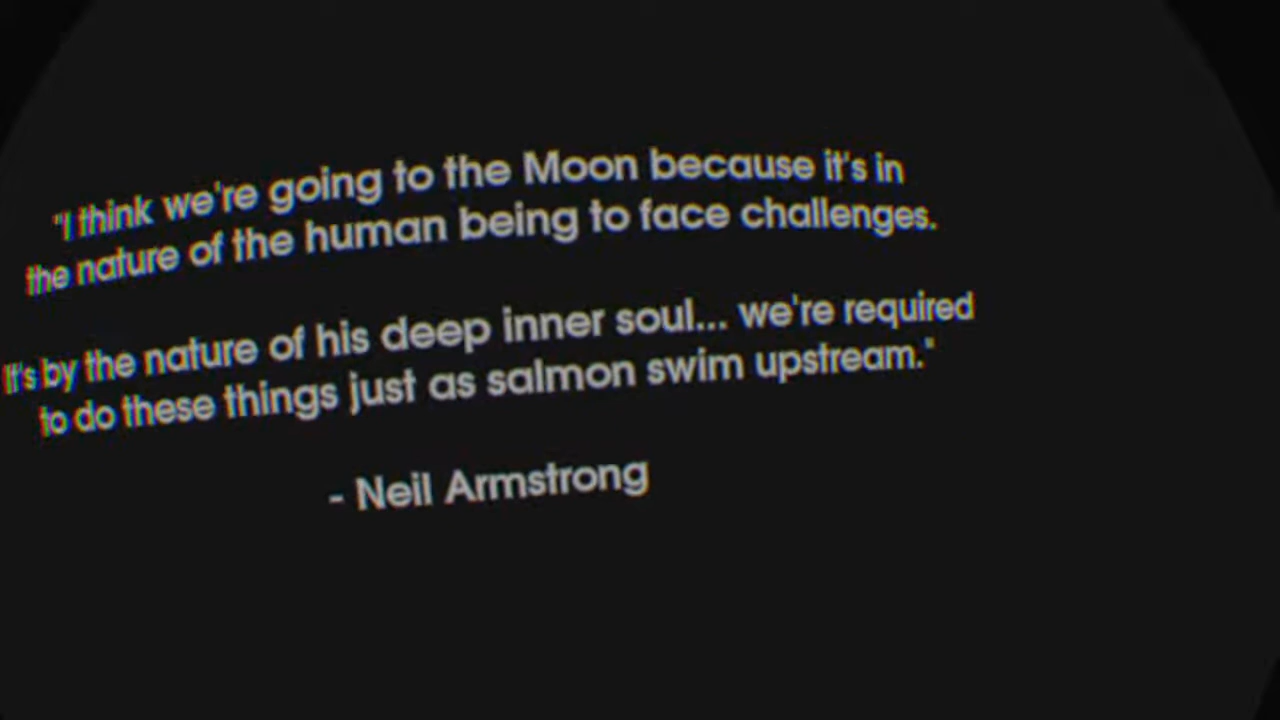 "I think we're going to the Moon because it's in
the nature of the human being to face challenges.
It's by the nature of his deep inner soul... we're required
to do these things just as salmon swim upstream."
- Neil Armstrong